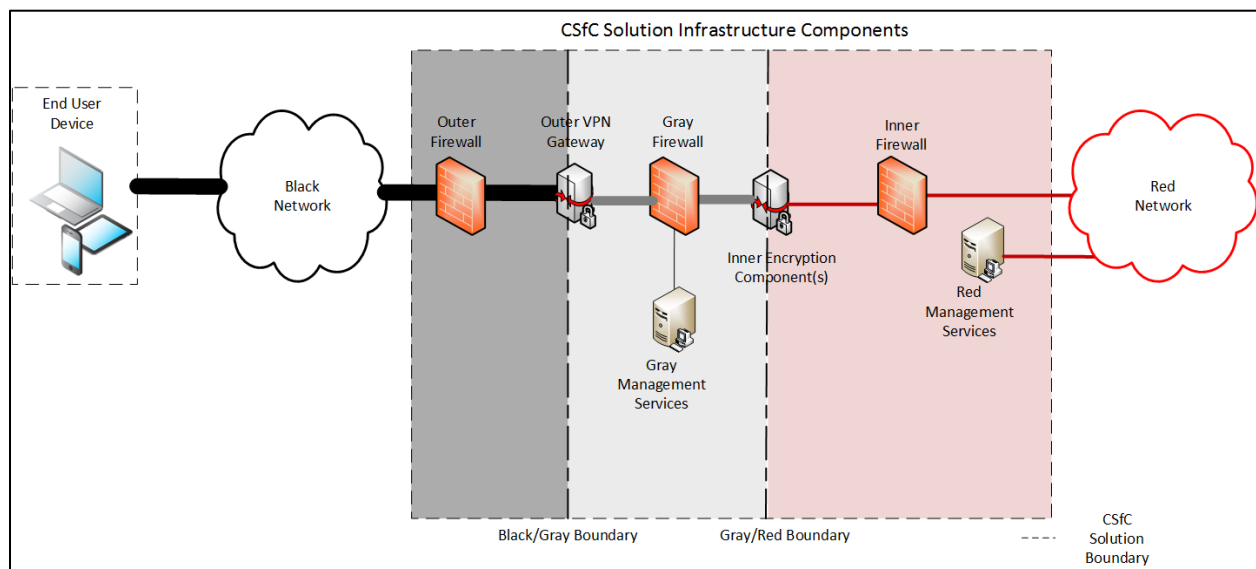 CSfC Solution Infrastructure Components
End User
Device
Black
Network
Outer
Firewall
Outer VPN
Gateway
Gray
Firewall
Gray
Management
Services
Inner Encryption
Component(s)
Inner
Firewall
Red
Management
Services
Red
Network
Black/Gray Boundary
Gray/Red Boundary
CSfC
Solution
Boundary